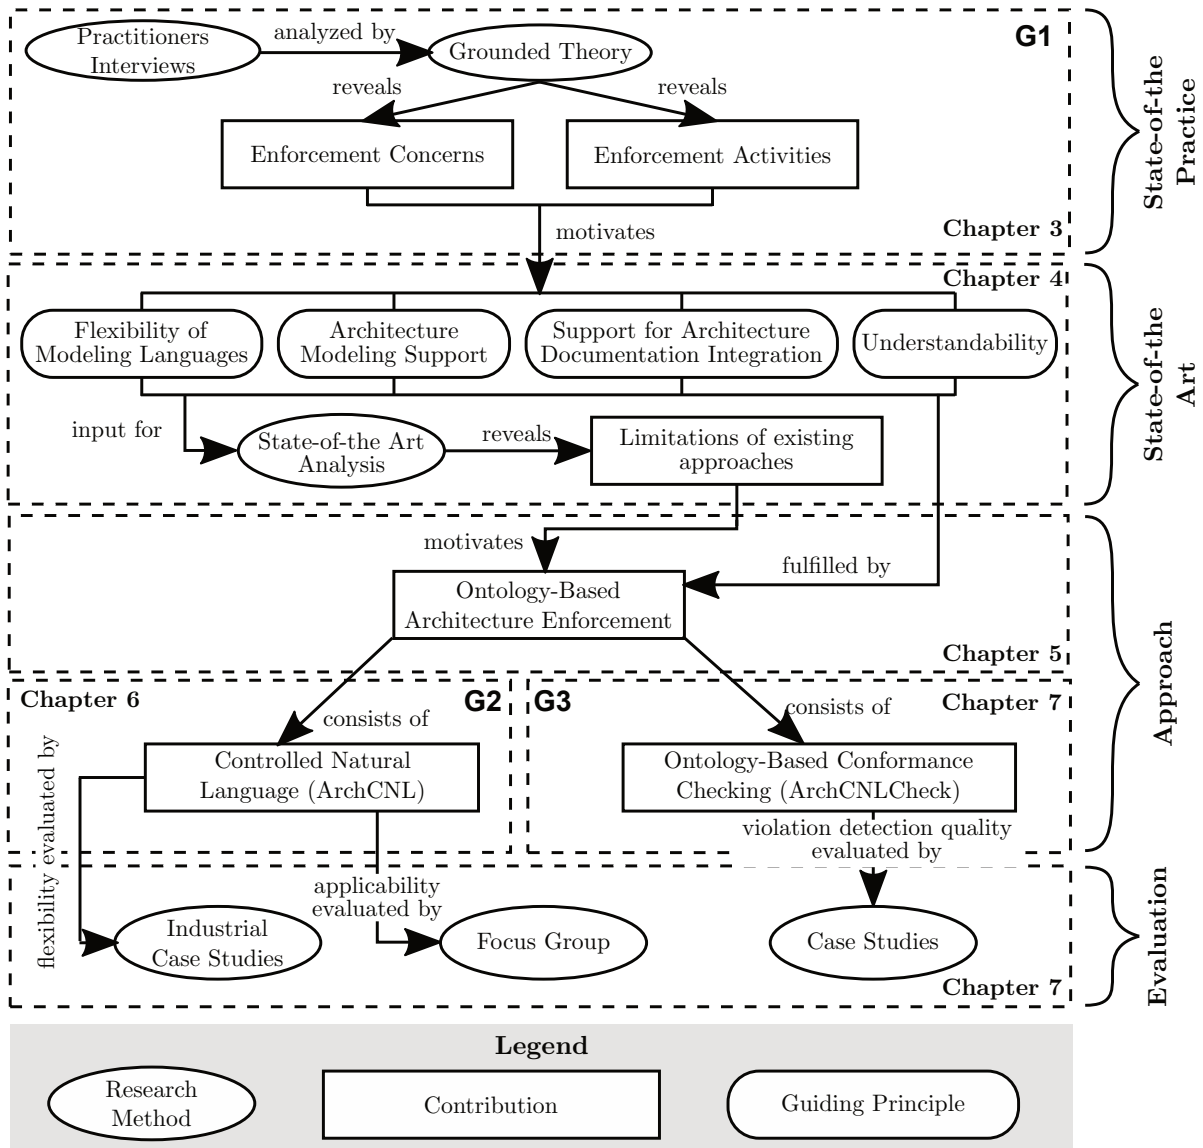 Practitioners
Interviews
analyzed by
Grounded Theory
G1
reveals
reveals
Enforcement Concerns
Enforcement Activities
motivates
Chapter 3
State-of-the
Practice
Chapter 4
Flexibility of
Modeling Languages
Architecture
Modeling Support
Support for Architecture
Documentation Integration
Understandability
input for
State-of-the Art
Analysis
reveals
Limitations of existing
approaches
State-of-the
Art
motivates
fulfilled by
Ontology-Based
Architecture Enforcement
Chapter 5
Chapter 6
G2
G3
Chapter 7
consists of
consists of
Controlled Natural
Language (ArchCNL)
Ontology-Based Conformance
Checking (ArchCNLCheck)
Approach
flexibility evaluated by
violation detection quality
evaluated by
applicability
evaluated by
Industrial
Case Studies
Focus Group
Case Studies
Chapter 7
Evaluation
Legend
Research
Method
Contribution
Guiding Principle